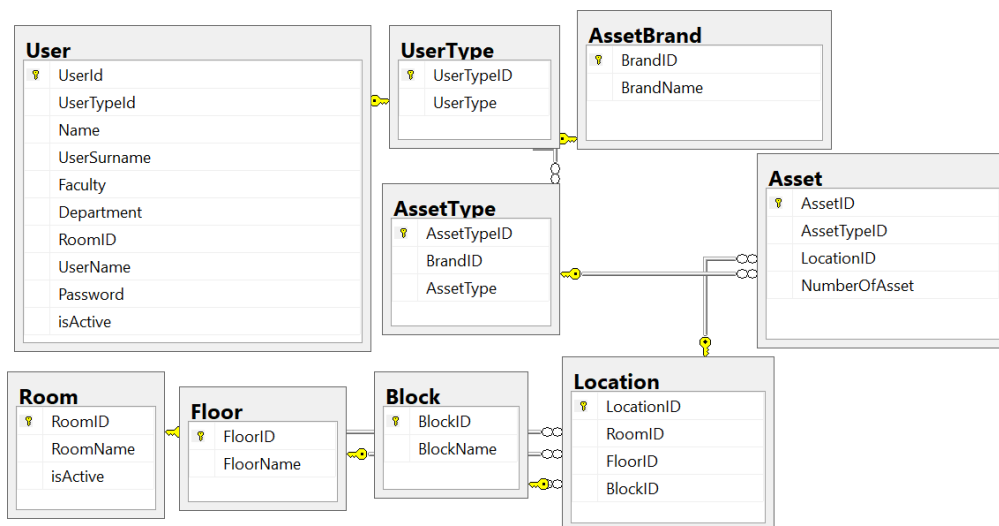 User
UserId
UserTypeId
Name
UserSurname
Faculty
Department
RoomID
UserName
Password
isActive
UserType
UserTypeID
UserType
AssetBrand
BrandID
BrandName
AssetType
AssetTypeID
BrandID
AssetType
Asset
AssetID
AssetTypeID
LocationID
NumberOfAsset
Room
RoomID
RoomName
isActive
Floor
FloorID
FloorName
Block
BlockID
BlockName
Location
LocationID
RoomID
FloorID
BlockID